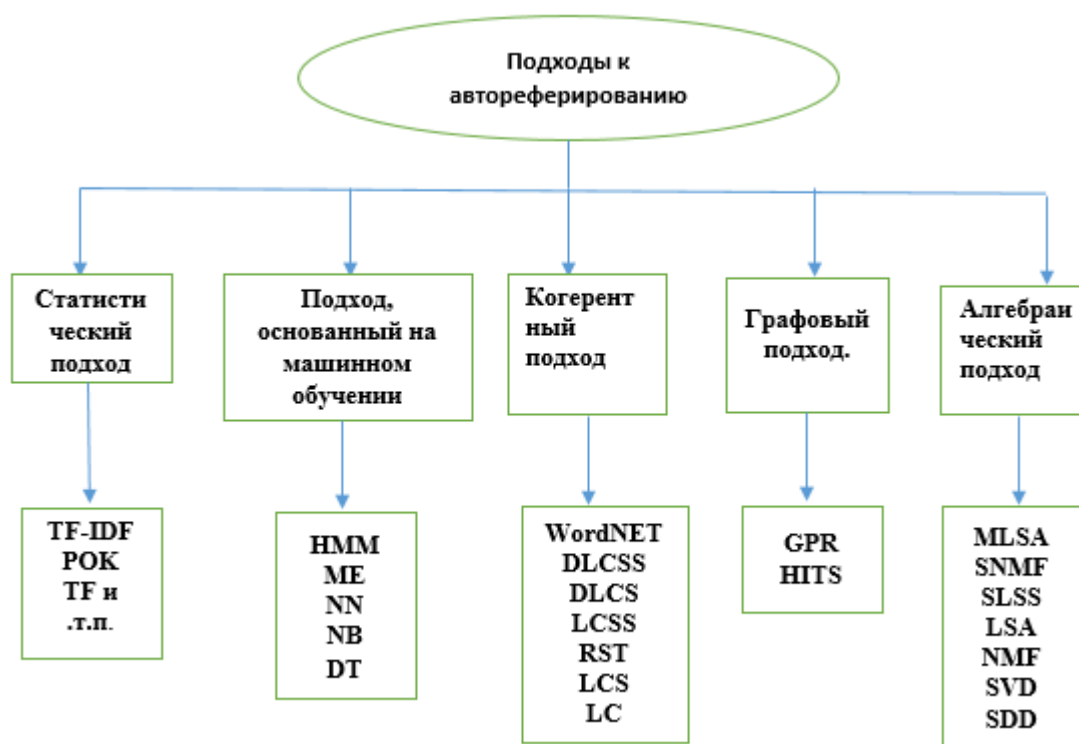 Подходы к
автореферированию
Статисти
ческий
подход
Подход,
основанный на
машинном
обучении
Когерент
ный
подход
Графовый
подход.
Алгебраи
ческий
подход
TF-IDF
POK
TF и
.т.п.
HMM
ME
NN
NB
DT
WordNET
DLCSS
DLCS
LCSS
RST
LCS
LC
GPR
HITS
MLSA
SNMF
SLSS
LSA
NMF
SVD
SDD